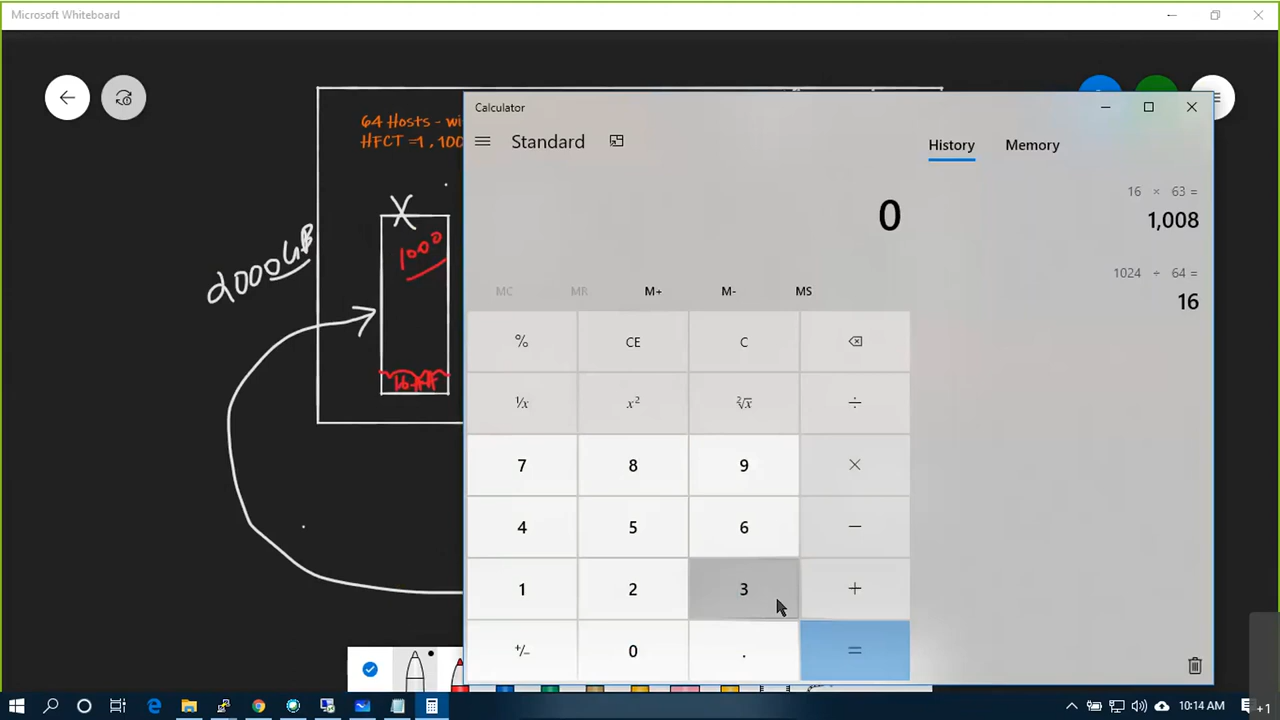 Microsoft Whiteboard
64 Hosts - wi
HFCT =1, 100
X
1000
2000GB
Calculator
Standard
History
Memory
0
16 × 63 =
1,008
1024 ÷ 64 =
16
MC MR M+ M- MS
% CE C
¹/x x² ²√x ÷
7 8 9 ×
4 5 6 −
1 2 3 +
+/− 0 . =
10:14 AM
+1